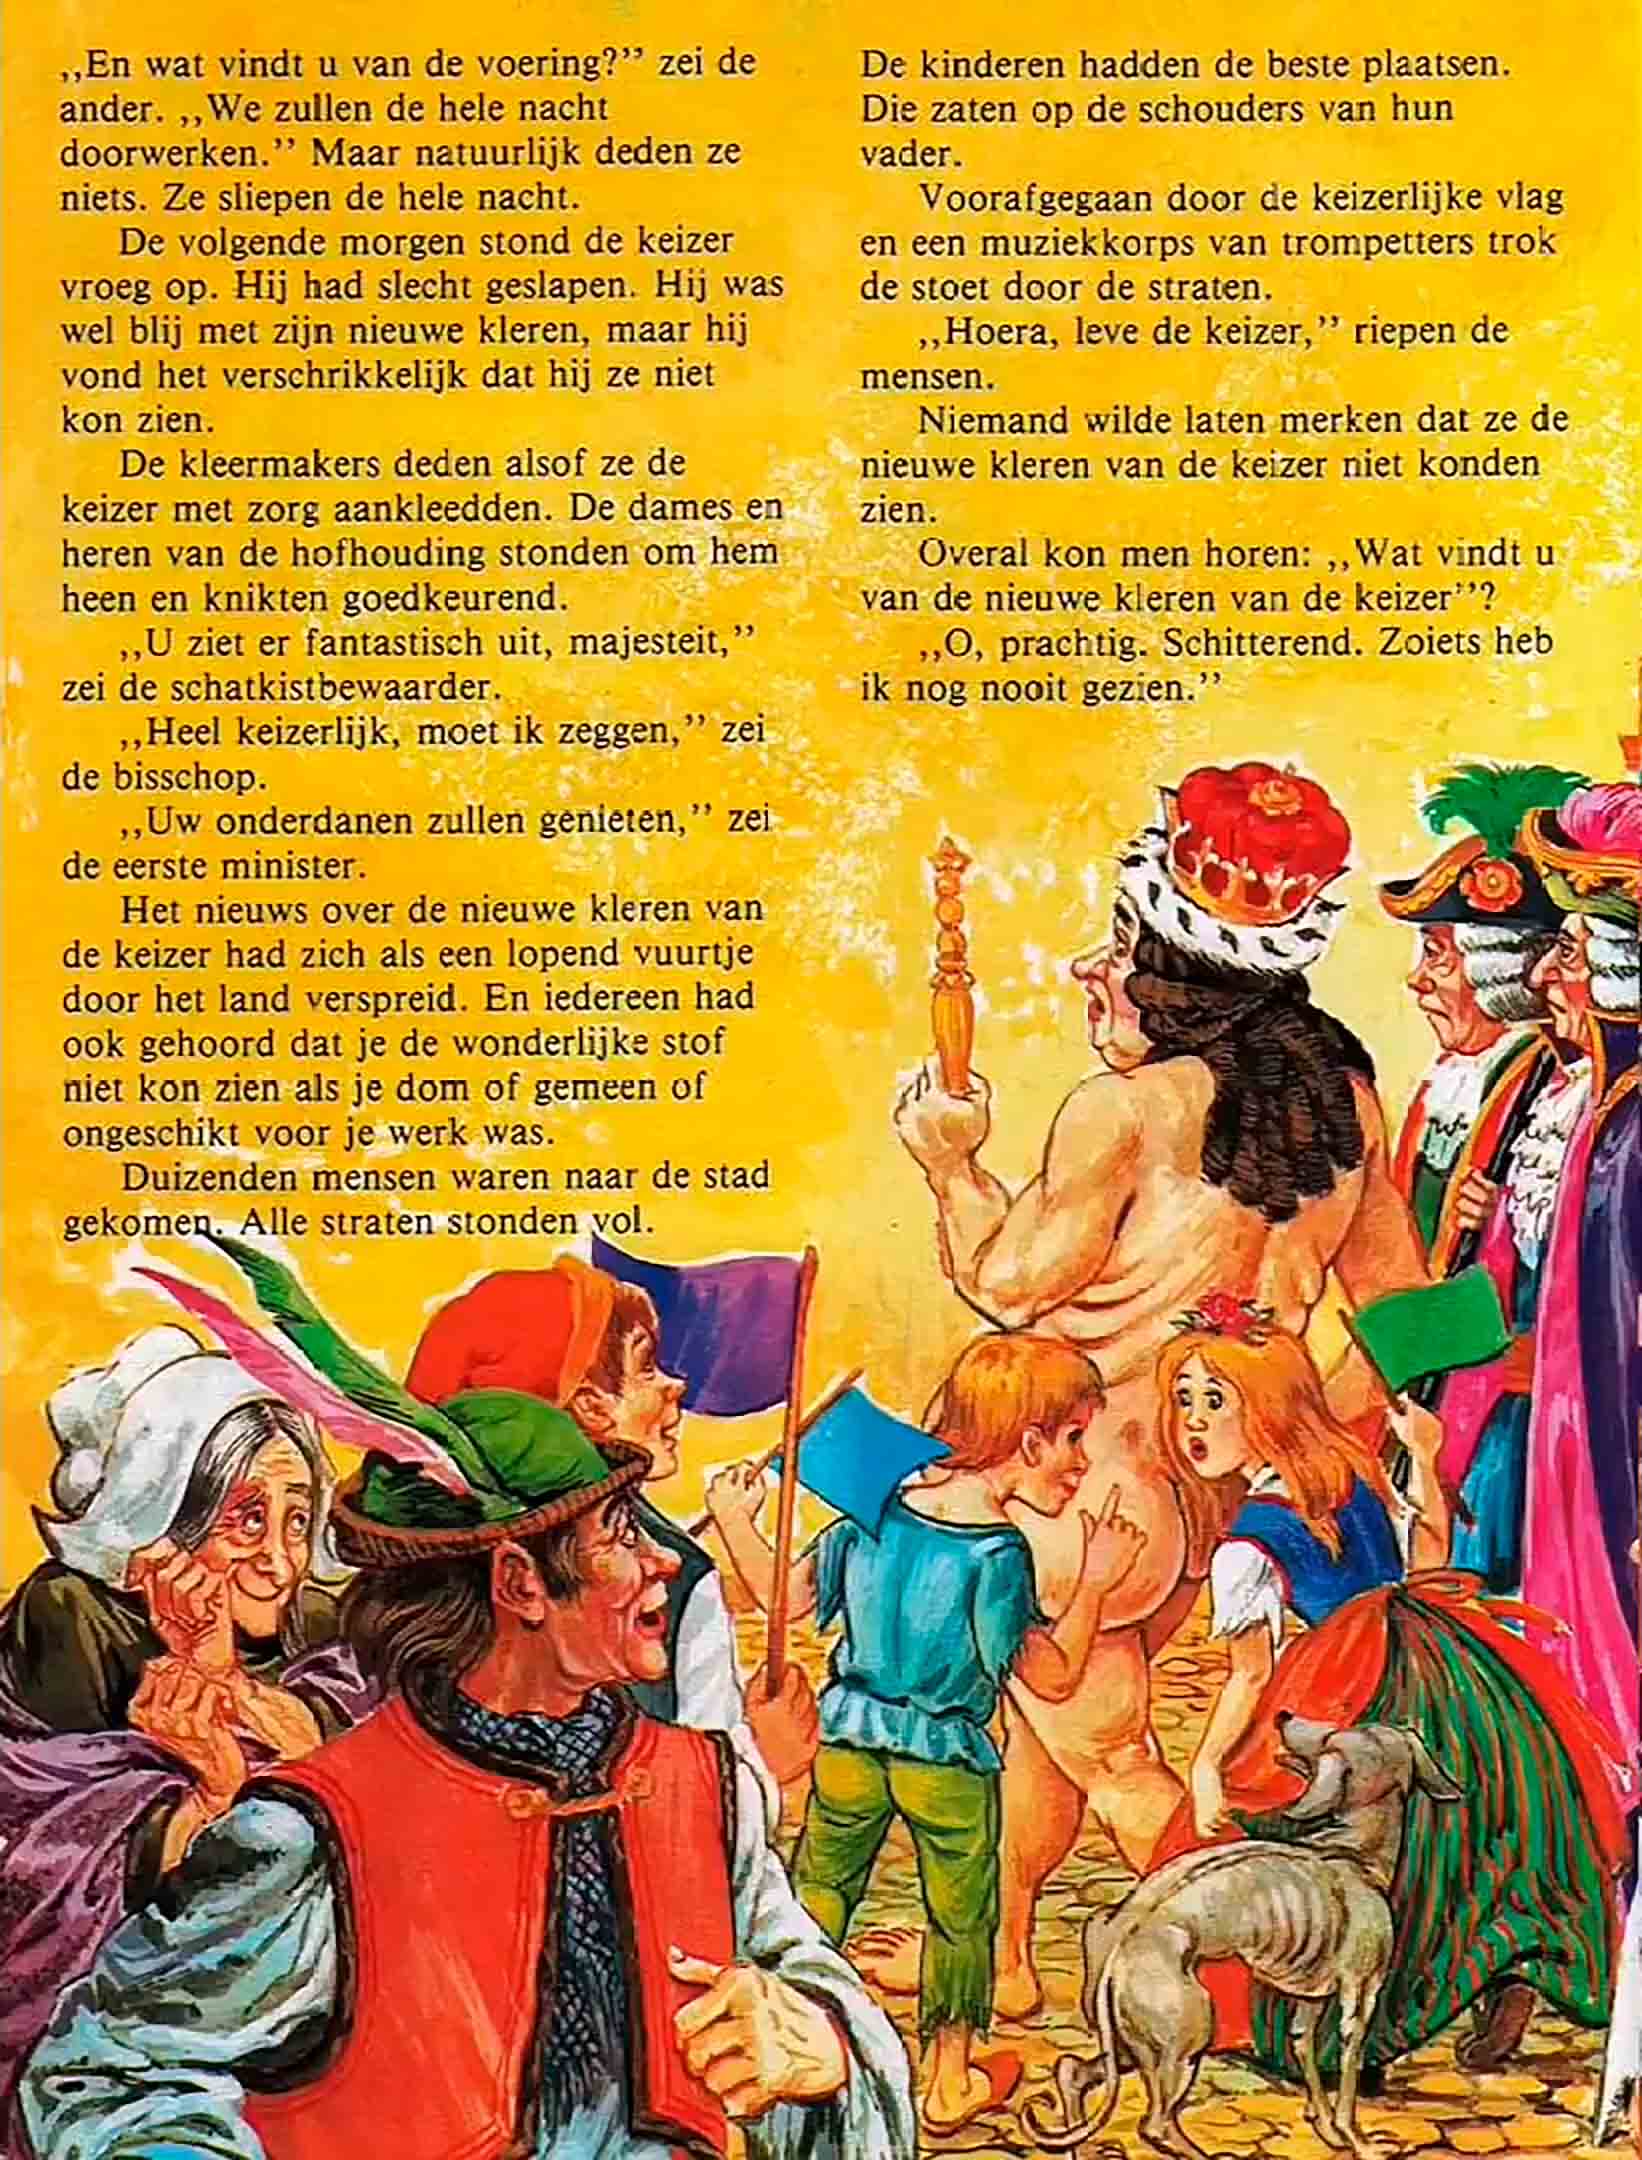 ,,En wat vindt u van de voering?’’ zei de
ander. ,,We zullen de hele nacht
doorwerken.’’ Maar natuurlijk deden ze
niets. Ze sliepen de hele nacht.
De volgende morgen stond de keizer
vroeg op. Hij had slecht geslapen. Hij was
wel blij met zijn nieuwe kleren, maar hij
vond het verschrikkelijk dat hij ze niet
kon zien.
De kleermakers deden alsof ze de
keizer met zorg aankleedden. De dames en
heren van de hofhouding stonden om hem
heen en knikten goedkeurend.
,,U ziet er fantastisch uit, majesteit,’’
zei de schatkistbewaarder.
,,Heel keizerlijk, moet ik zeggen,’’ zei
de bisschop.
,,Uw onderdanen zullen genieten,’’ zei
de eerste minister.
Het nieuws over de nieuwe kleren van
de keizer had zich als een lopend vuurtje
door het land verspreid. En iedereen had
ook gehoord dat je de wonderlijke stof
niet kon zien als je dom of gemeen of
ongeschikt voor je werk was.
Duizenden mensen waren naar de stad
gekomen. Alle straten stonden vol.
De kinderen hadden de beste plaatsen.
Die zaten op de schouders van hun
vader.
Voorafgegaan door de keizerlijke vlag
en een muziekkorps van trompetters trok
de stoet door de straten.
,,Hoera, leve de keizer,’’ riepen de
mensen.
Niemand wilde laten merken dat ze de
nieuwe kleren van de keizer niet konden
zien.
Overal kon men horen: ,,Wat vindt u
van de nieuwe kleren van de keizer’’?
,,O, prachtig. Schitterend. Zoiets heb
ik nog nooit gezien.’’